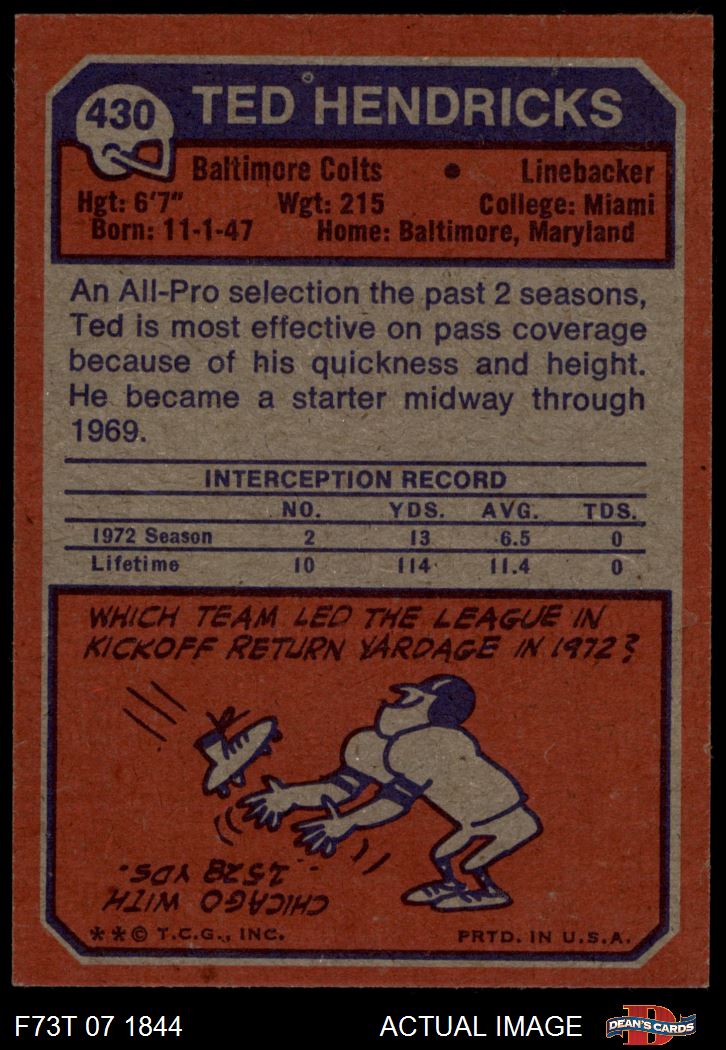 430
TED HENDRICKS
Baltimore Colts • Linebacker
Hgt: 6'7" Wgt: 215 College: Miami
Born: 11-1-47 Home: Baltimore, Maryland
An All-Pro selection the past 2 seasons,
Ted is most effective on pass coverage
because of his quickness and height.
He became a starter midway through
1969.
INTERCEPTION RECORD
NO. YDS. AVG. TDS.
1972 Season 2 13 6.5 0
Lifetime 10 114 11.4 0
WHICH TEAM LED THE LEAGUE IN
KICKOFF RETURN YARDAGE IN 1972?
CHICAGO WITH
2528 YDS.
**© T.C.G., INC. PRTD. IN U.S.A.
F73T 07 1844 ACTUAL IMAGE
D
DEAN'S CARDS